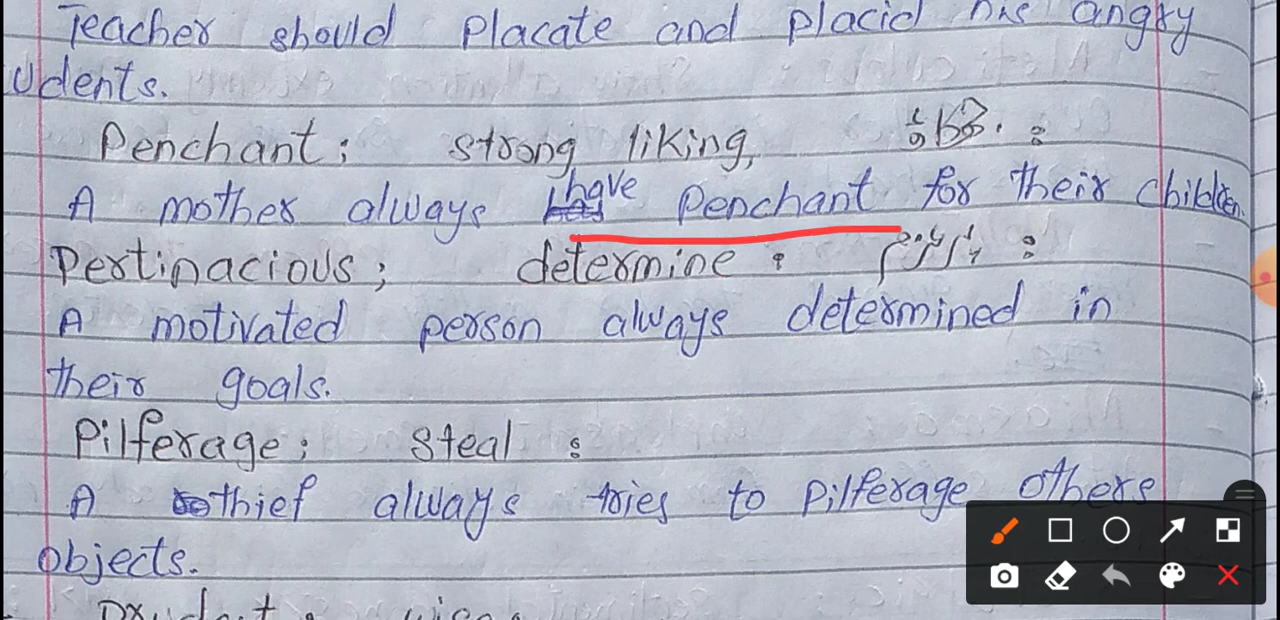 Teacher should placate and placid his angry
udents.
Penchant: strong liking, :
A mother always have Penchant for their children.
Pertinacious; determine : پرعزم :
A motivated person always determined in
their goals.
Pilferage: Steal :
A thief always tries to Pilferage others
objects.